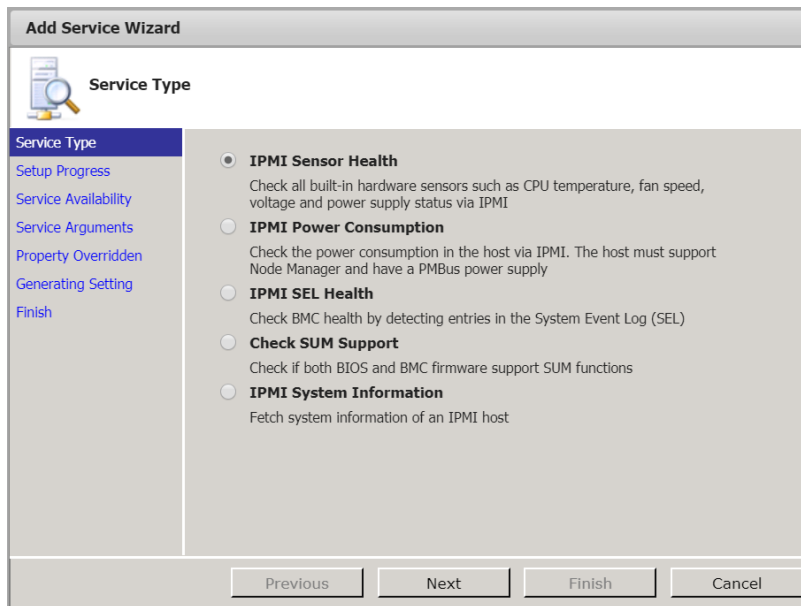 Add Service Wizard
Service Type
Service Type
Setup Progress
Service Availability
Service Arguments
Property Overridden
Generating Setting
Finish
IPMI Sensor Health
Check all built-in hardware sensors such as CPU temperature, fan speed,
voltage and power supply status via IPMI
IPMI Power Consumption
Check the power consumption in the host via IPMI. The host must support
Node Manager and have a PMBus power supply
IPMI SEL Health
Check BMC health by detecting entries in the System Event Log (SEL)
Check SUM Support
Check if both BIOS and BMC firmware support SUM functions
IPMI System Information
Fetch system information of an IPMI host
Previous
Next
Finish
Cancel